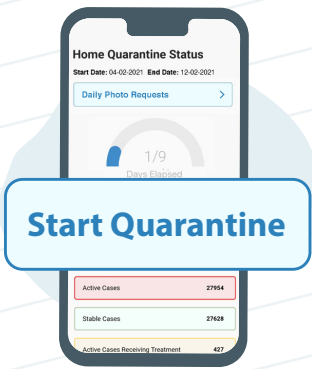 Home Quarantine Status
Start Date: 04-02-2021 End Date: 12-02-2021
Daily Photo Requests >
1/9
Days Elapsed
Start Quarantine
Active Cases 27954
Stable Cases 27628
Active Cases Receiving Treatment 427